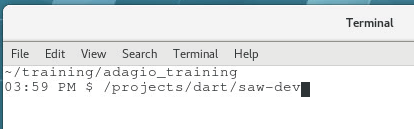 Terminal
File Edit View Search Terminal Help
~/training/adagio_training
03:59 PM $ /projects/dart/saw-dev